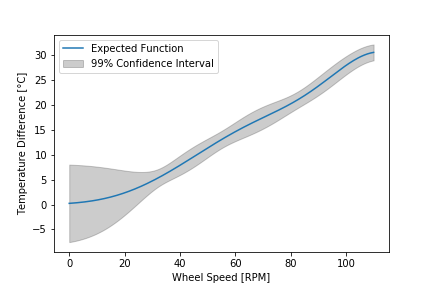 Expected Function
99% Confidence Interval
30
25
20
15
10
5
0
−5
Temperature Difference [°C]
0 20 40 60 80 100
Wheel Speed [RPM]